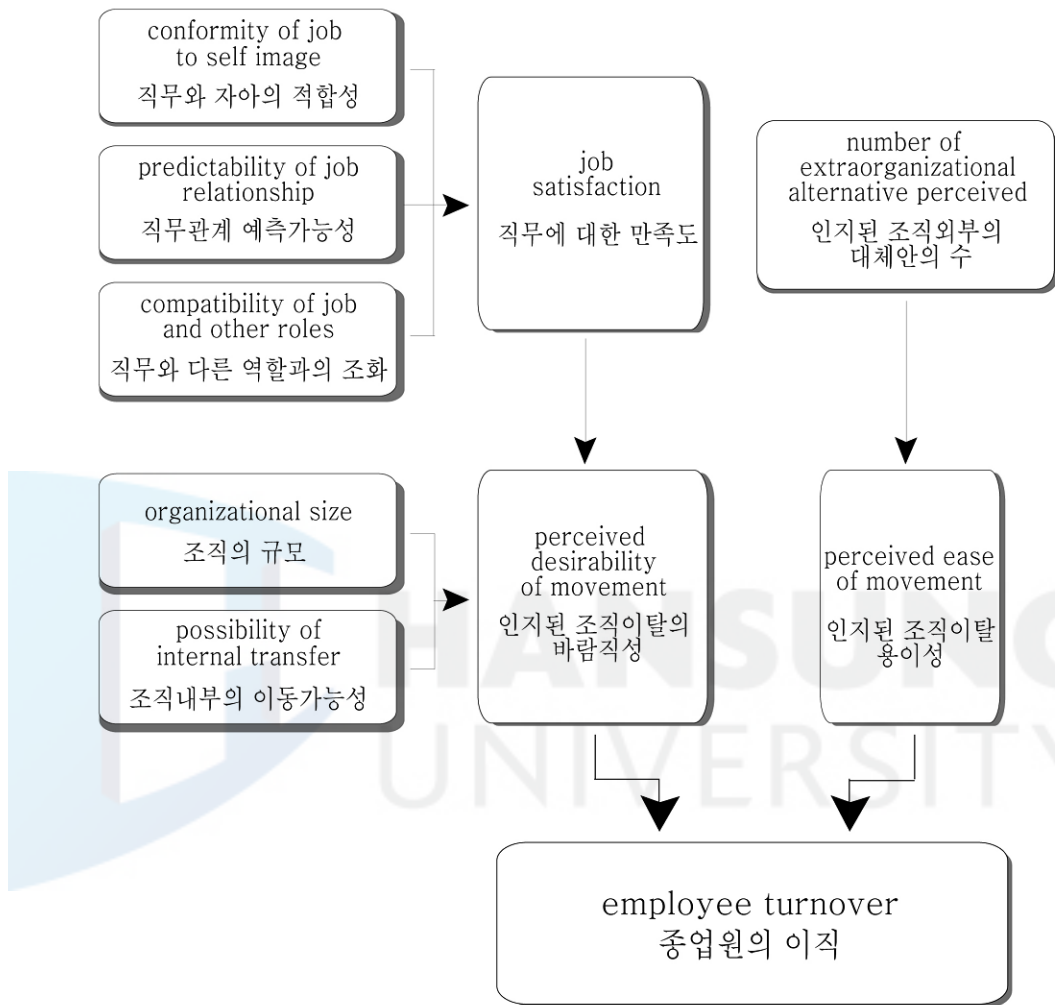 conformity of job
to self image
직무와 자아의 적합성
predictability of job
relationship
직무관계 예측가능성
compatibility of job
and other roles
직무와 다른 역할과의 조화
job
satisfaction
직무에 대한 만족도
number of
extraorganizational
alternative perceived
인지된 조직외부의
대체안의 수
organizational size
조직의 규모
possibility of
internal transfer
조직내부의 이동가능성
perceived
desirability
of movement
인지된 조직이탈의
바람직성
perceived ease
of movement
인지된 조직이탈
용이성
HANSUNG
UNIVERSITY
employee turnover
종업원의 이직